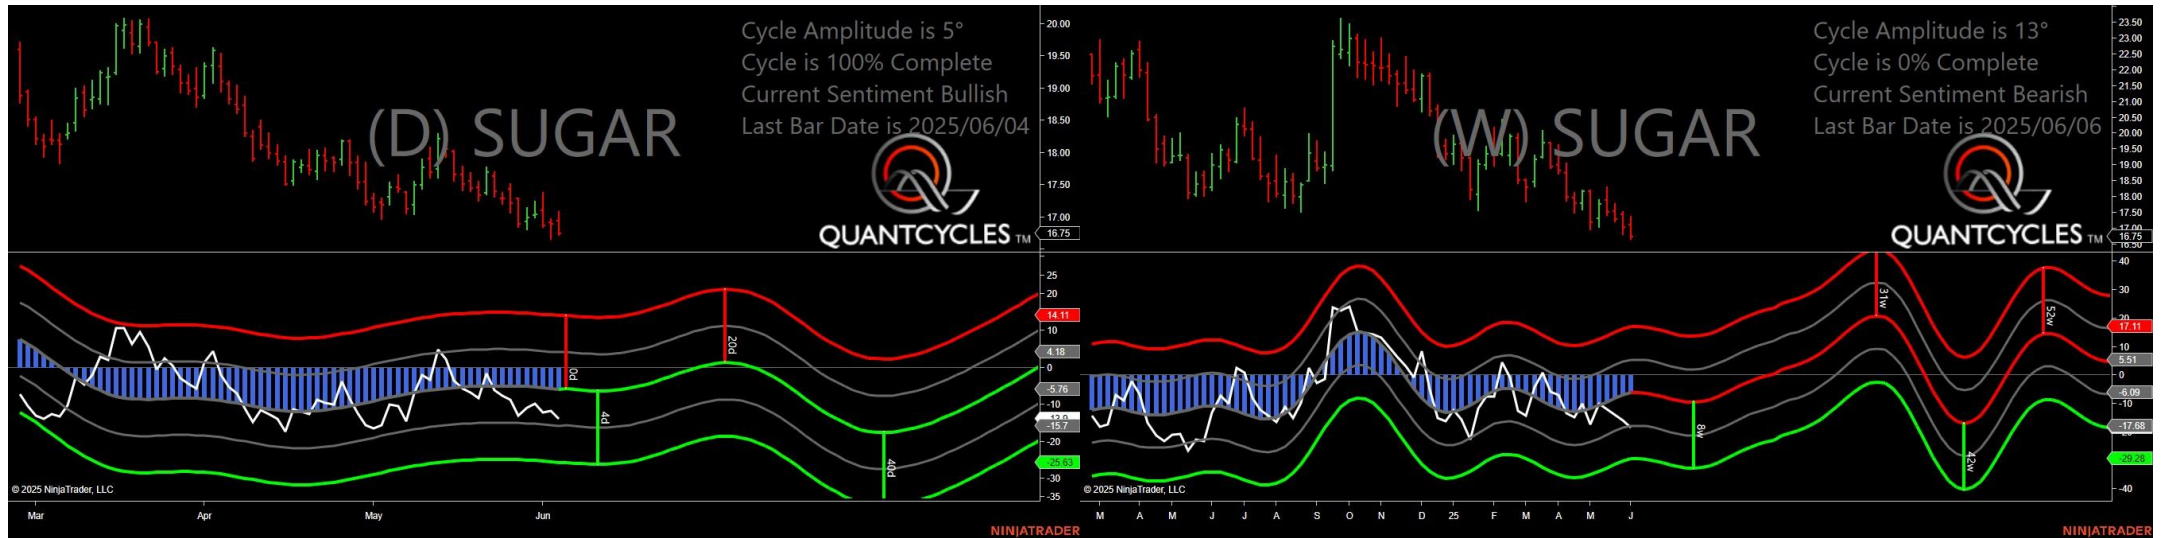 Cycle Amplitude is 5°
Cycle is 100% Complete
Current Sentiment Bullish
Last Bar Date is 2025/06/04
(D) SUGAR
QUANTCYCLES TM
20.00
19.50
19.00
18.50
18.00
17.50
17.00
16.75
25
20
14.11
10
4.18
0
-5.76
-10
-15.7
-20
-25.63
-30
-35
0d
4d
20d
40d
© 2025 NinjaTrader, LLC
Mar
Apr
May
Jun
NINJATRADER
Cycle Amplitude is 13°
Cycle is 0% Complete
Current Sentiment Bearish
Last Bar Date is 2025/06/06
(W) SUGAR
QUANTCYCLES TM
23.50
23.00
22.50
22.00
21.50
21.00
20.50
20.00
19.50
19.00
18.50
18.00
17.50
17.00
16.75
16.50
40
30
20
17.11
10
5.51
0
-6.09
-10
-17.68
-29.28
-40
8w
31w
42w
52w
© 2025 NinjaTrader, LLC
M A M J J A S O N D 25 F M A M J
NINJATRADER